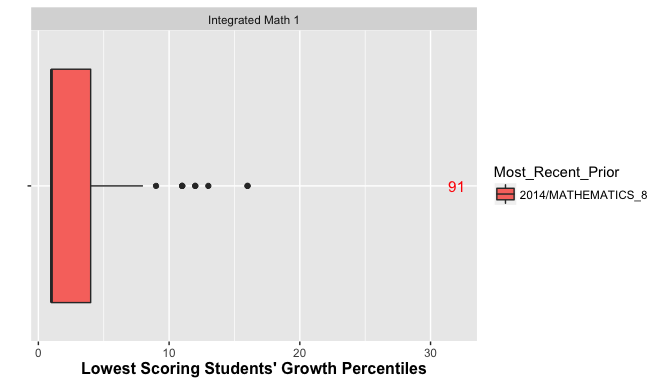 Integrated Math 1
91
0 10 20 30
Lowest Scoring Students' Growth Percentiles
Most_Recent_Prior
2014/MATHEMATICS_8